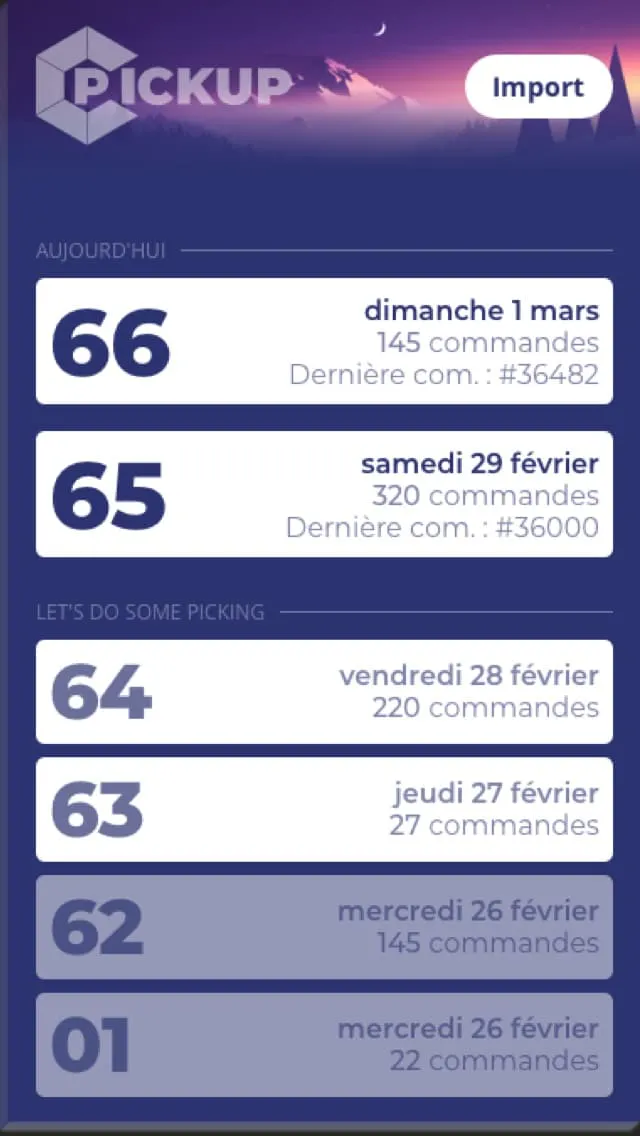 PICKUP
Import
AUJOURD'HUI
66
dimanche 1 mars
145 commandes
Dernière com. : #36482
65
samedi 29 février
320 commandes
Dernière com. : #36000
LET'S DO SOME PICKING
64
vendredi 28 février
220 commandes
63
jeudi 27 février
27 commandes
62
mercredi 26 février
145 commandes
01
mercredi 26 février
22 commandes